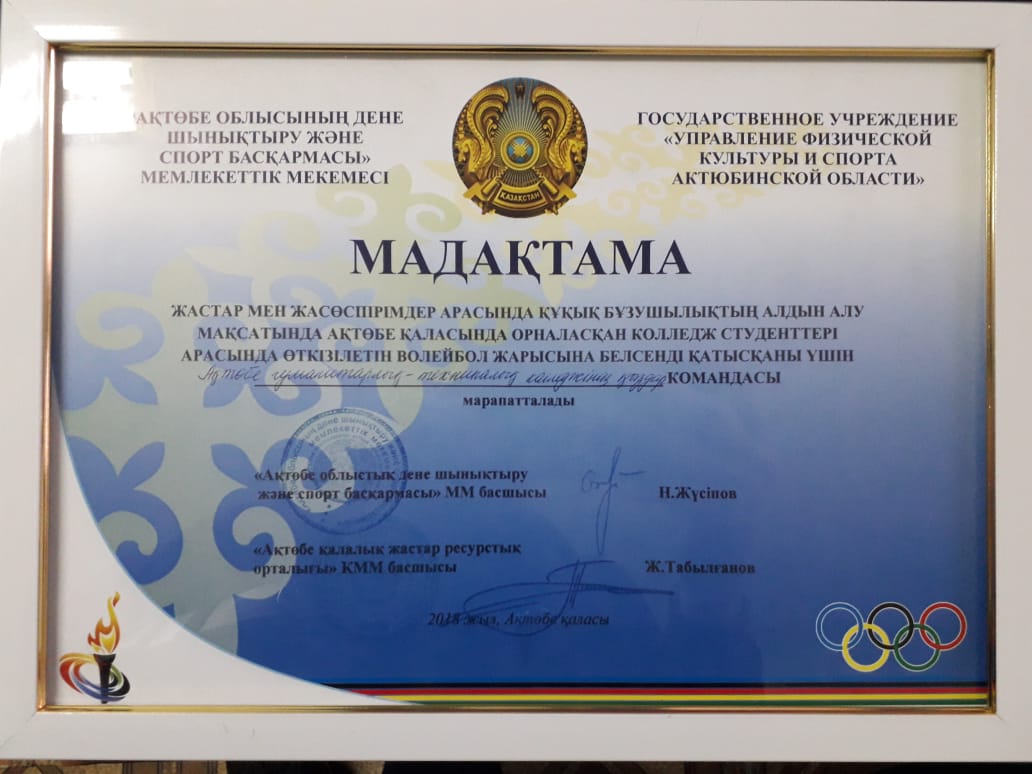 АҚТӨБЕ ОБЛЫСЫНЫҢ ДЕНЕ
ШЫНЫҚТЫРУ ЖӘНЕ
СПОРТ БАСҚАРМАСЫ»
МЕМЛЕКЕТТІК МЕКЕМЕСІ
ГОСУДАРСТВЕННОЕ УЧРЕЖДЕНИЕ
«УПРАВЛЕНИЕ ФИЗИЧЕСКОЙ
КУЛЬТУРЫ И СПОРТА
АКТЮБИНСКОЙ ОБЛАСТИ»
ҚАЗАҚСТАН
МАДАҚТАМА
ЖАСТАР МЕН ЖАСӨСПІРІМДЕР АРАСЫНДА ҚҰҚЫҚ БҰЗУШЫЛЫҚТЫҢ АЛДЫН АЛУ
МАҚСАТЫНДА АҚТӨБЕ ҚАЛАСЫНДА ОРНАЛАСҚАН КОЛЛЕДЖ СТУДЕНТТЕРІ
АРАСЫНДА ӨТКІЗІЛЕТІН ВОЛЕЙБОЛ ЖАРЫСЫНА БЕЛСЕНДІ ҚАТЫСҚАНЫ ҮШІН
Ақтөбе гуманитарлық-техникалық колледжінің қыздар КОМАНДАСЫ
марапатталады
«Ақтөбе облыстық дене шынықтыру
және спорт басқармасы» ММ басшысы Н.Жүсіпов
«Ақтөбе қалалық жастар ресурстық
орталығы» КММ басшысы Ж.Табылғанов
2018 жыл, Ақтөбе қаласы